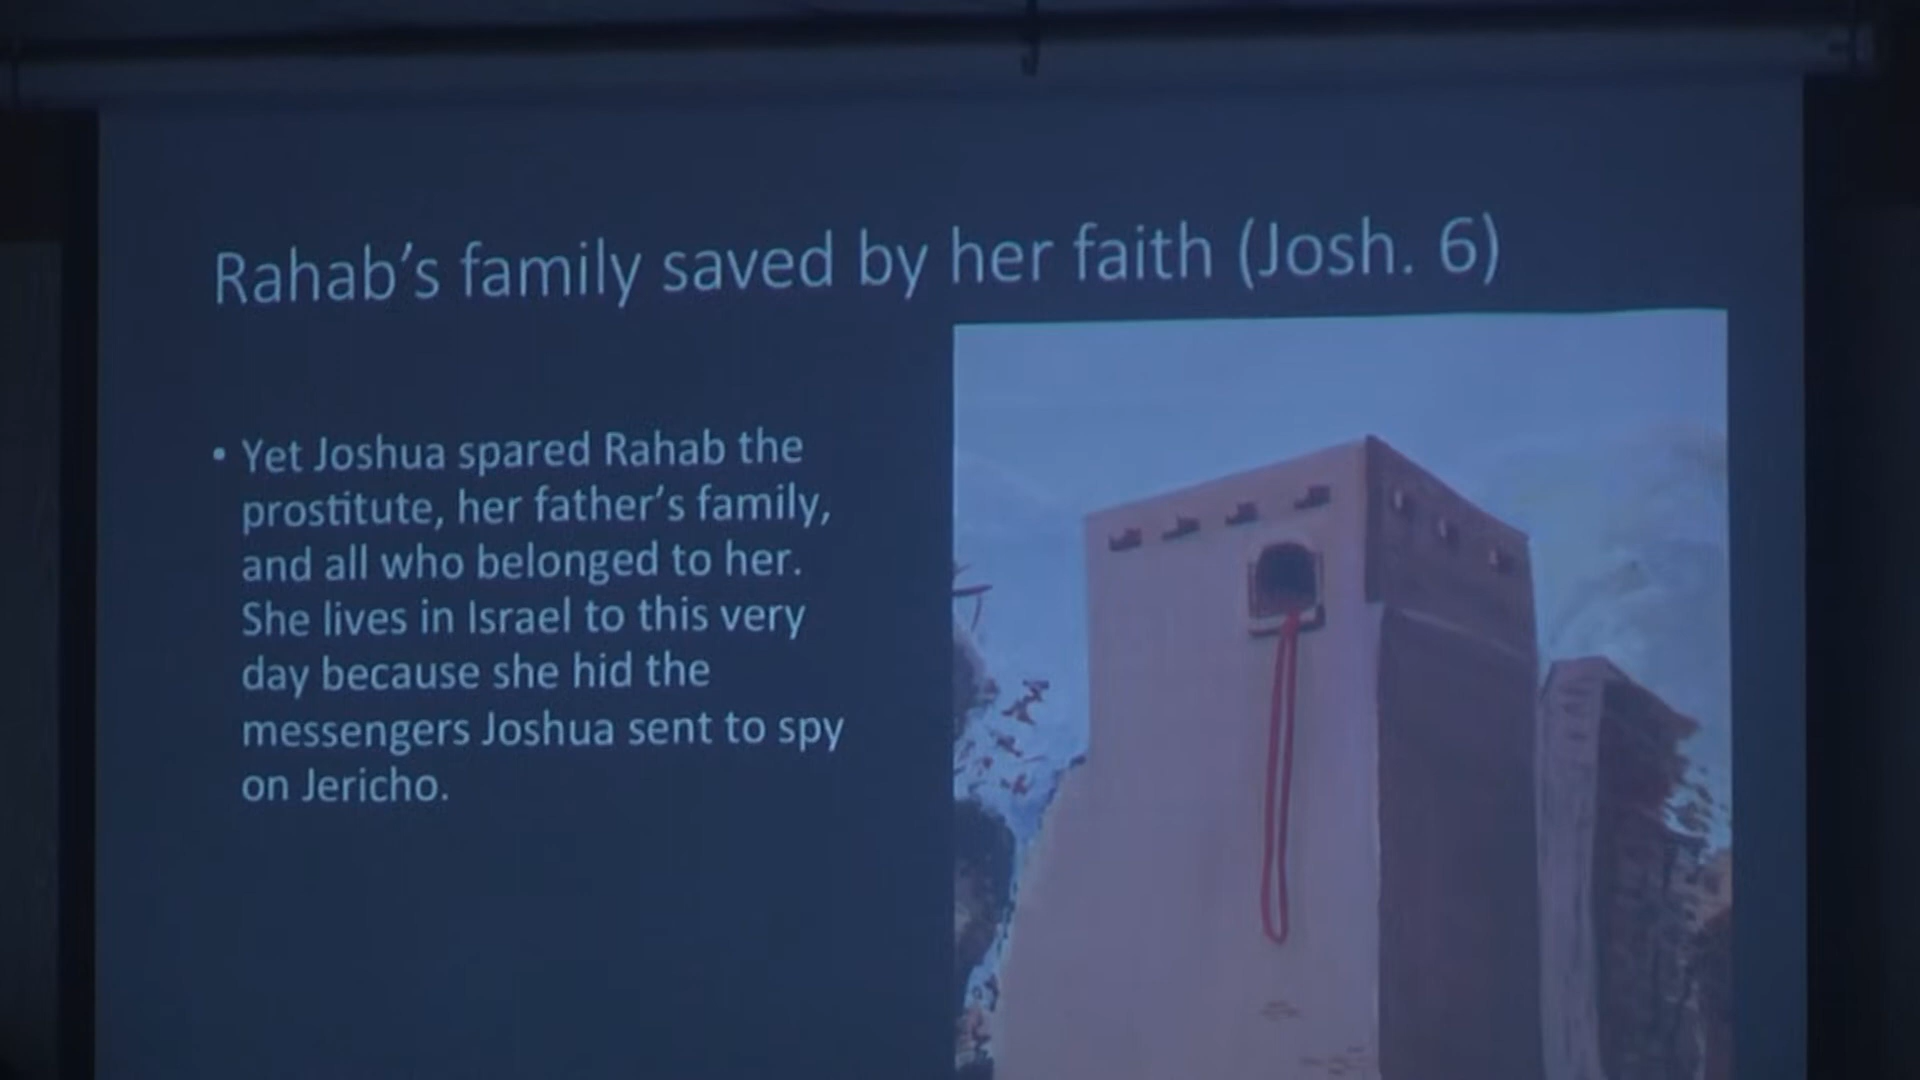 Rahab’s family saved by her faith (Josh. 6)
• Yet Joshua spared Rahab the
prostitute, her father’s family,
and all who belonged to her.
She lives in Israel to this very
day because she hid the
messengers Joshua sent to spy
on Jericho.